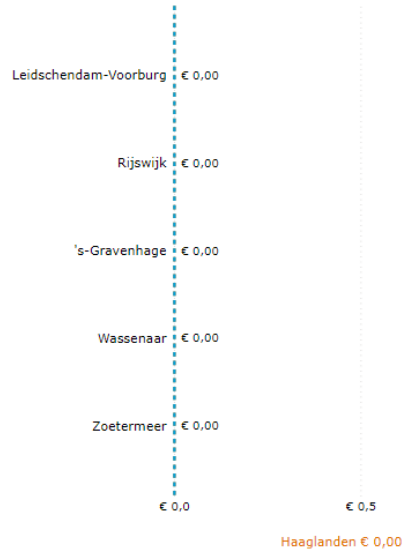 Leidschendam-Voorburg € 0,00
Rijswijk € 0,00
's-Gravenhage € 0,00
Wassenaar € 0,00
Zoetermeer € 0,00
€ 0,0 € 0,5
Haaglanden € 0,00